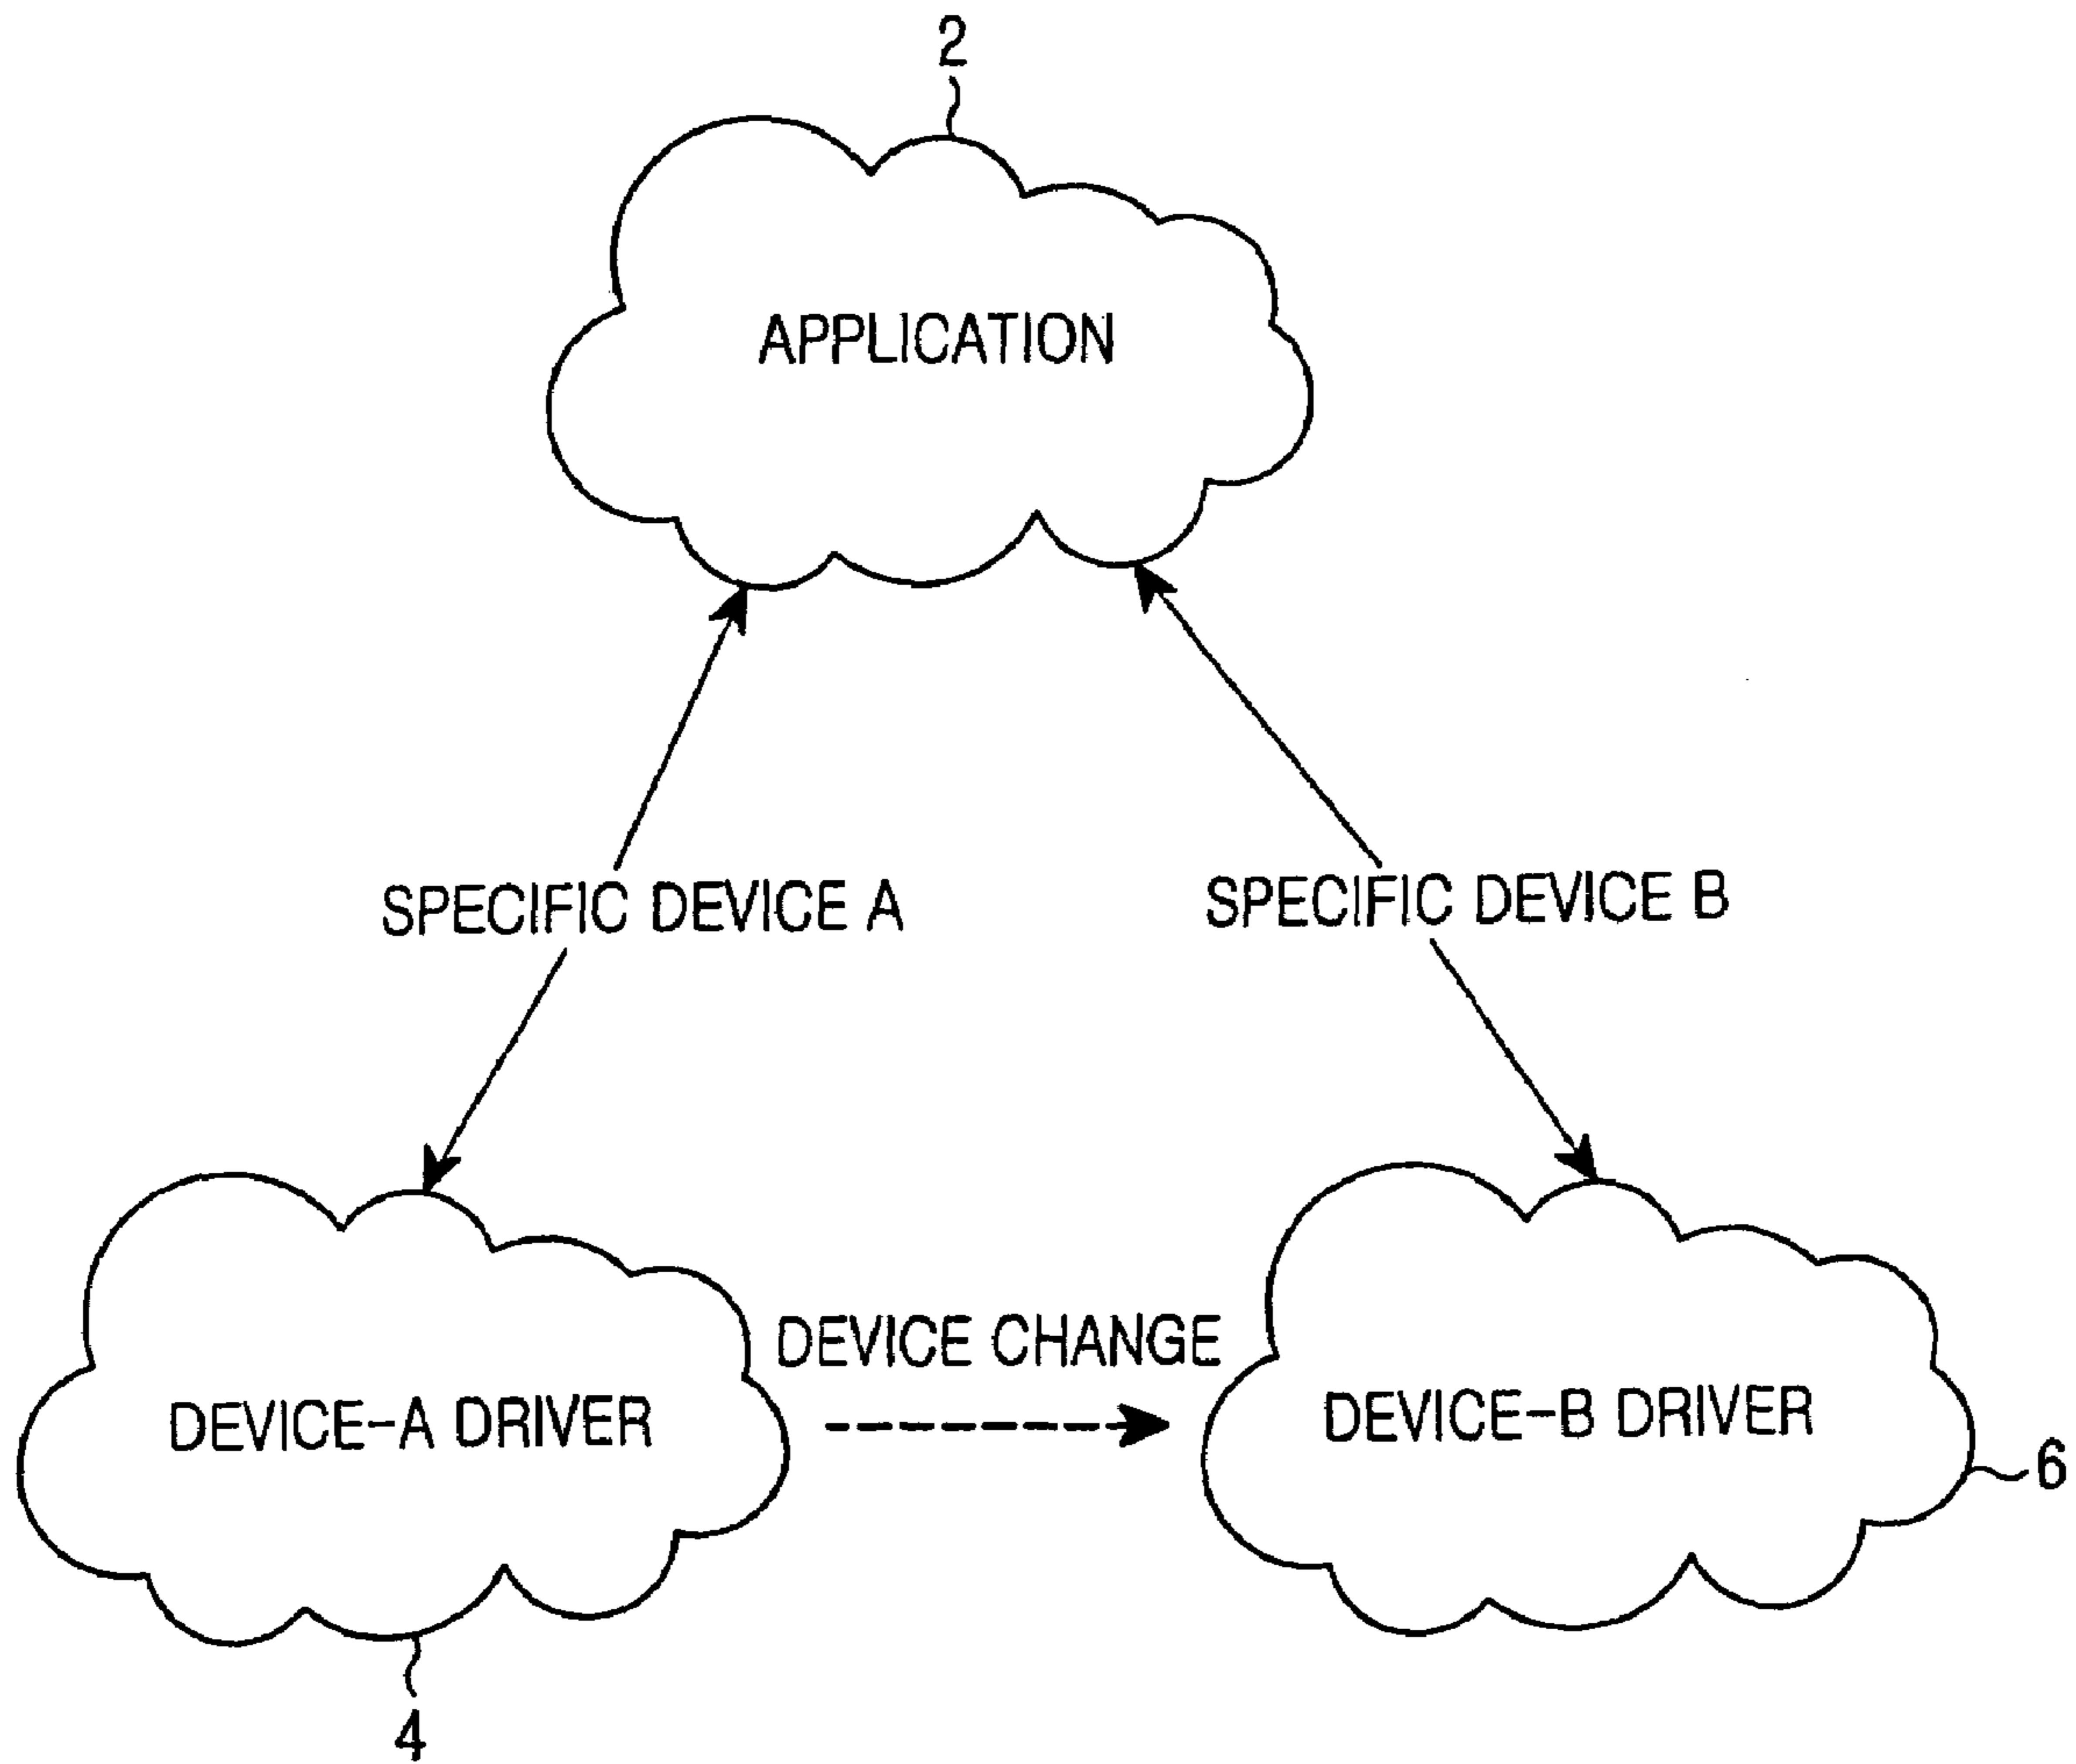 2
APPLICATION
SPECIFIC DEVICE A
SPECIFIC DEVICE B
DEVICE CHANGE
DEVICE-A DRIVER
DEVICE-B DRIVER
6
4